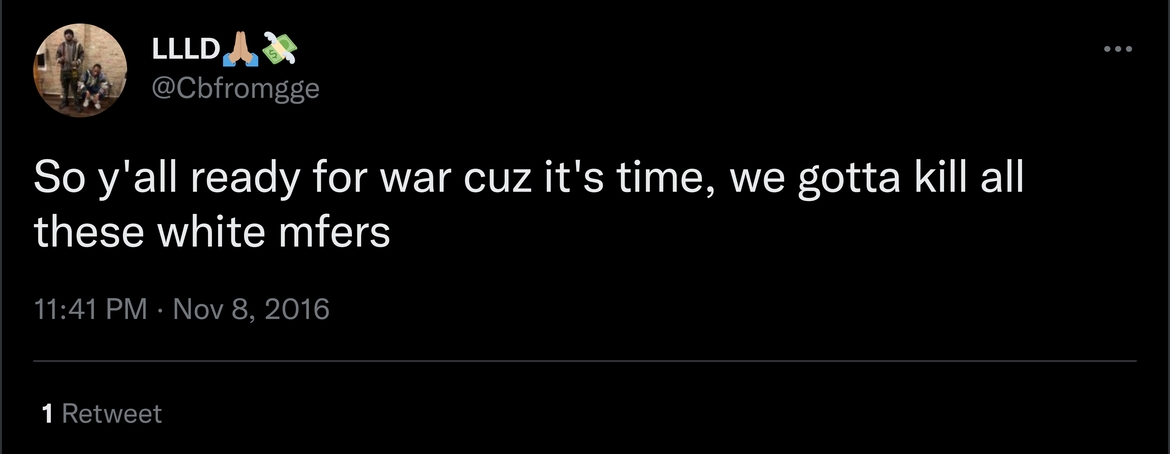 LLLD🙏🏼💸
@Cbfromgge
So y'all ready for war cuz it's time, we gotta kill all
these white mfers
11:41 PM · Nov 8, 2016
1 Retweet